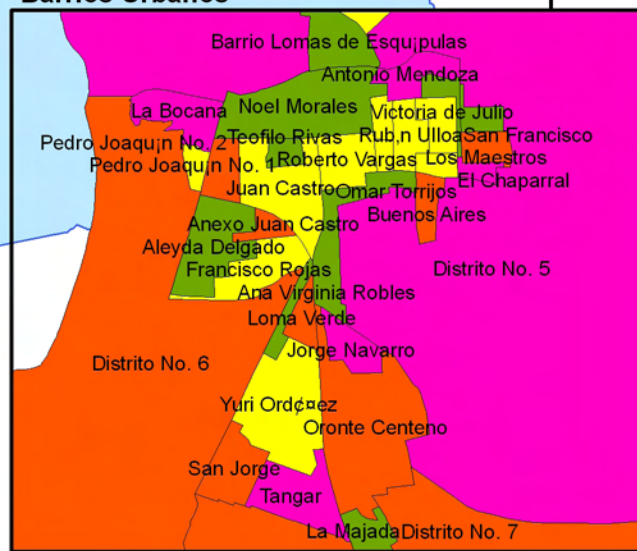 Barrios Urbanos
Barrio Lomas de Esqu¡pulas
Antonio Mendoza
La Bocana
Noel Morales
Victoria de Julio
Pedro Joaqu¡n No. 2
Teofilo Rivas
Rub‚n Ulloa
San Francisco
Pedro Joaqu¡n No. 1
Roberto Vargas
Los Maestros
El Chaparral
Juan Castro
Omar Torrijos
Buenos Aires
Anexo Juan Castro
Aleyda Delgado
Francisco Rojas
Distrito No. 5
Ana Virginia Robles
Loma Verde
Jorge Navarro
Distrito No. 6
Yuri Ord¢¤ez
Oronte Centeno
San Jorge
Tangar
La Majada
Distrito No. 7